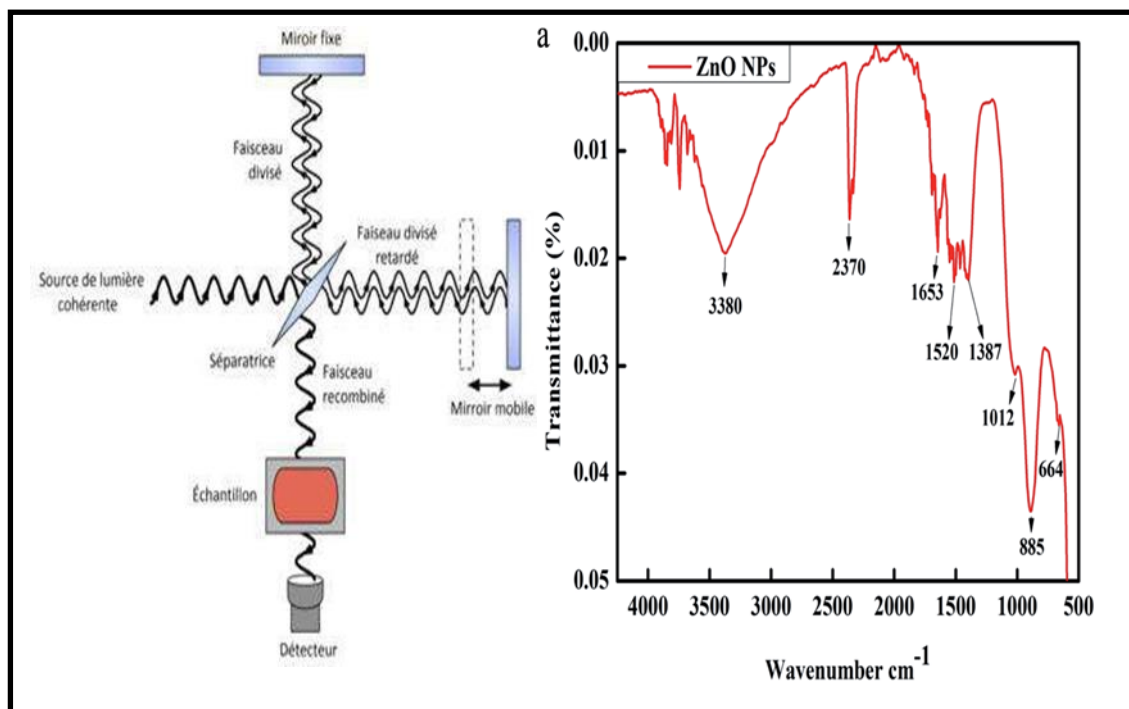 Miroir fixe
Faisceau
divisé
Faiseau divisé
retardé
Source de lumière
cohérente
Séparatrice
Faisceau
recombiné
Mirroir mobile
Échantillon
Détecteur
a
ZnO NPs
Transmittance (%)
0.00
0.01
0.02
0.03
0.04
0.05
3380
2370
1653
1520
1387
1012
885
664
4000 3500 3000 2500 2000 1500 1000 500
Wavenumber cm-1